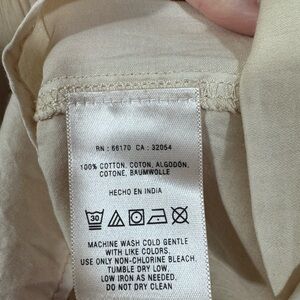 RN : 66170 CA : 32054
100% COTTON, COTON, ALGODÓN,
COTONE, BAUMWOLLE
HECHO EN INDIA
30
MACHINE WASH COLD GENTLE
WITH LIKE COLORS.
USE ONLY NON-CHLORINE BLEACH.
TUMBLE DRY LOW.
LOW IRON AS NEEDED.
DO NOT DRY CLEAN